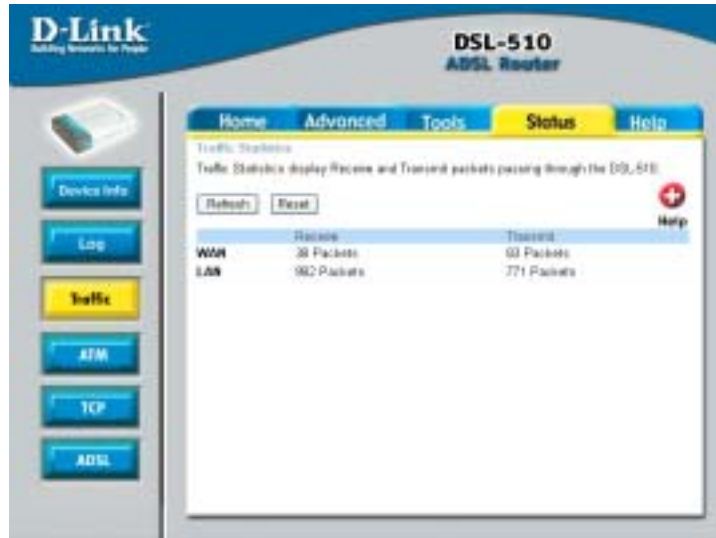 D-Link
Building Networks for People
DSL-510
ADSL Router
Home Advanced Tools Status Help
Traffic Statistics
Traffic Statistics display Receive and Transmit packets passing through the DSL-510.
Refresh Reset
Help
Receive Transmit
WAN 38 Packets Packets
LAN Packets 771 Packets
Device Info
Log
Traffic
ATM
TCP
ADSL